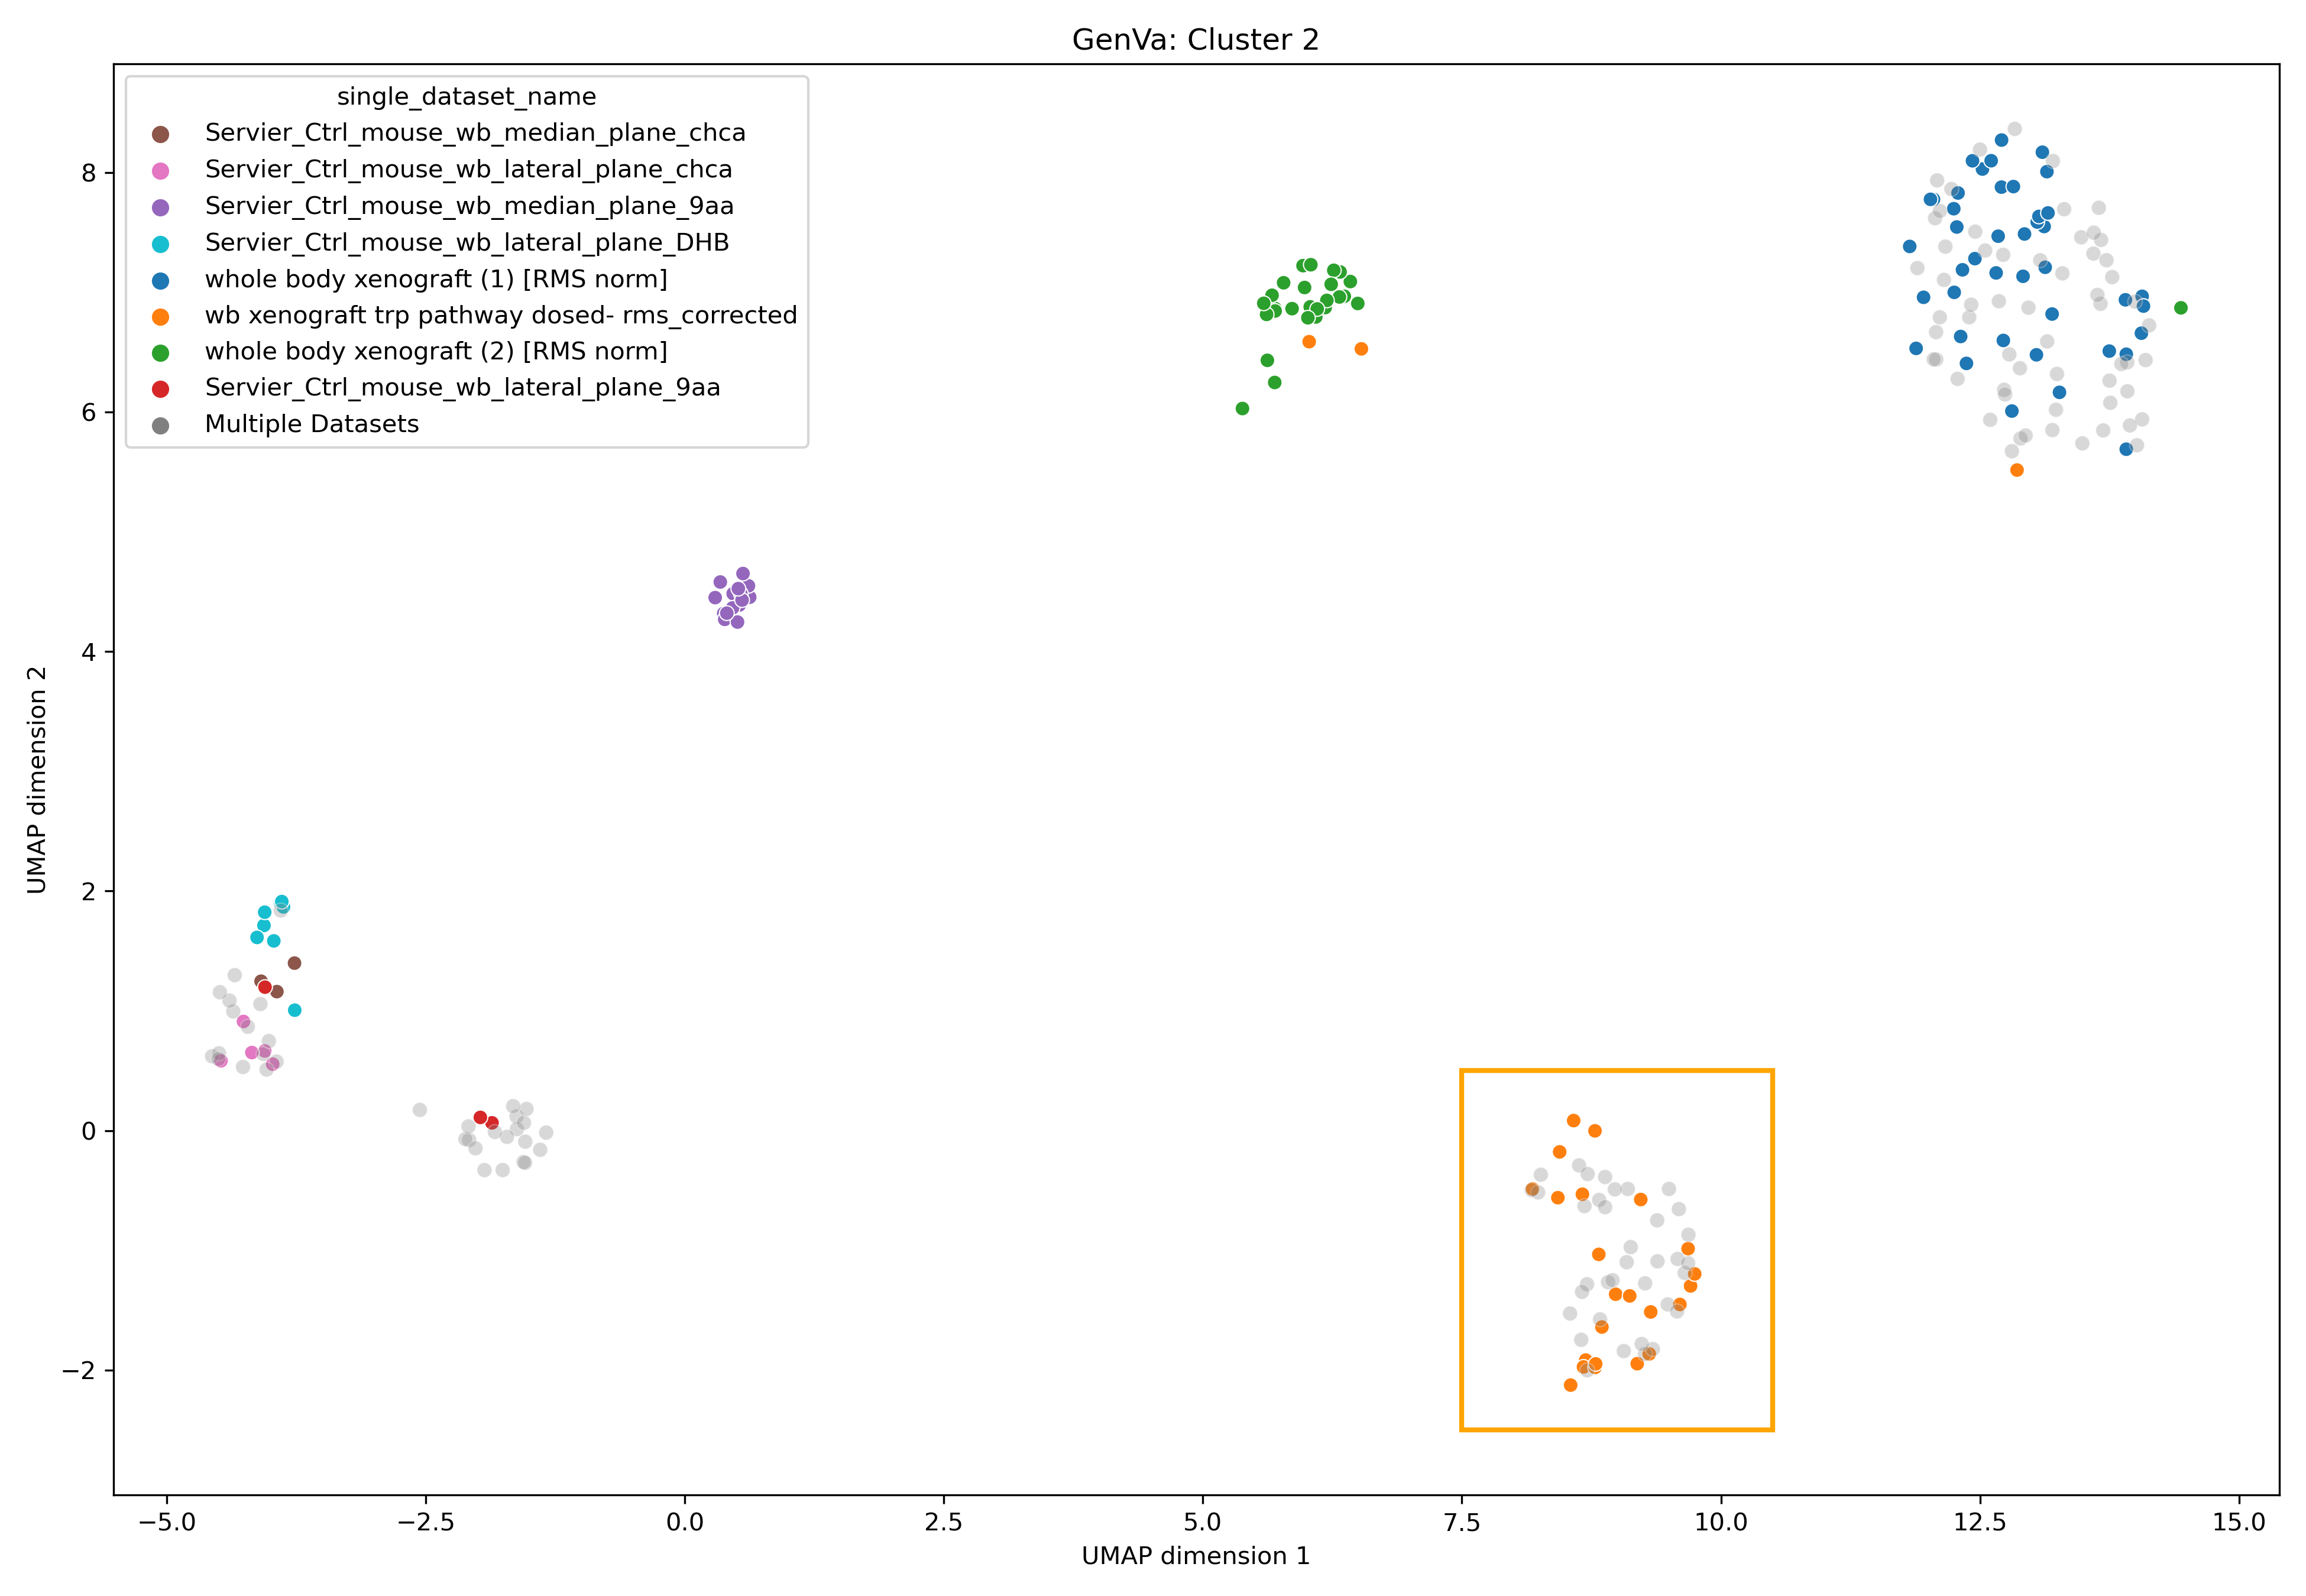 GenVa: Cluster 2
single_dataset_name
Servier_Ctrl_mouse_wb_median_plane_chca
Servier_Ctrl_mouse_wb_lateral_plane_chca
Servier_Ctrl_mouse_wb_median_plane_9aa
Servier_Ctrl_mouse_wb_lateral_plane_DHB
whole body xenograft (1) [RMS norm]
wb xenograft trp pathway dosed- rms_corrected
whole body xenograft (2) [RMS norm]
Servier_Ctrl_mouse_wb_lateral_plane_9aa
Multiple Datasets
UMAP dimension 2
8
6
4
2
0
−2
−5.0
−2.5
0.0
2.5
5.0
7.5
10.0
12.5
15.0
UMAP dimension 1